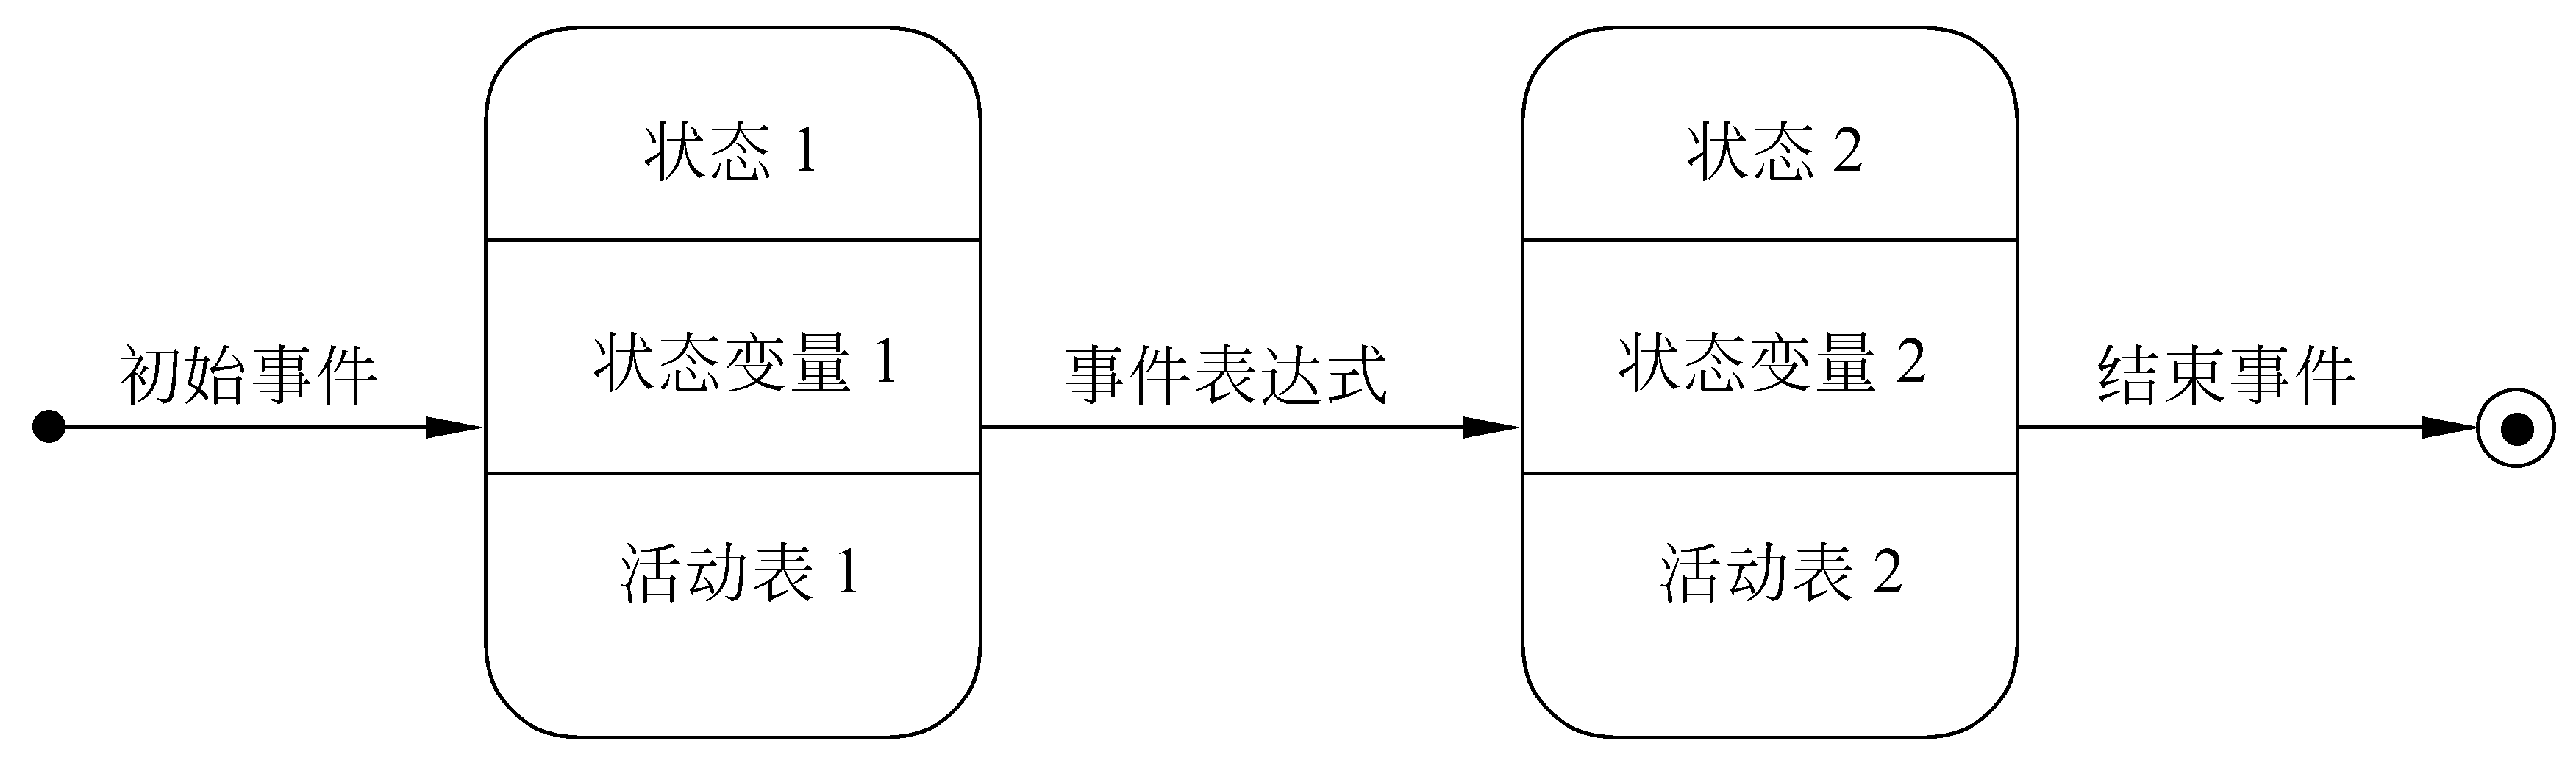 初始事件
状态 1
状态变量 1
活动表 1
事件表达式
状态 2
状态变量 2
活动表 2
结束事件